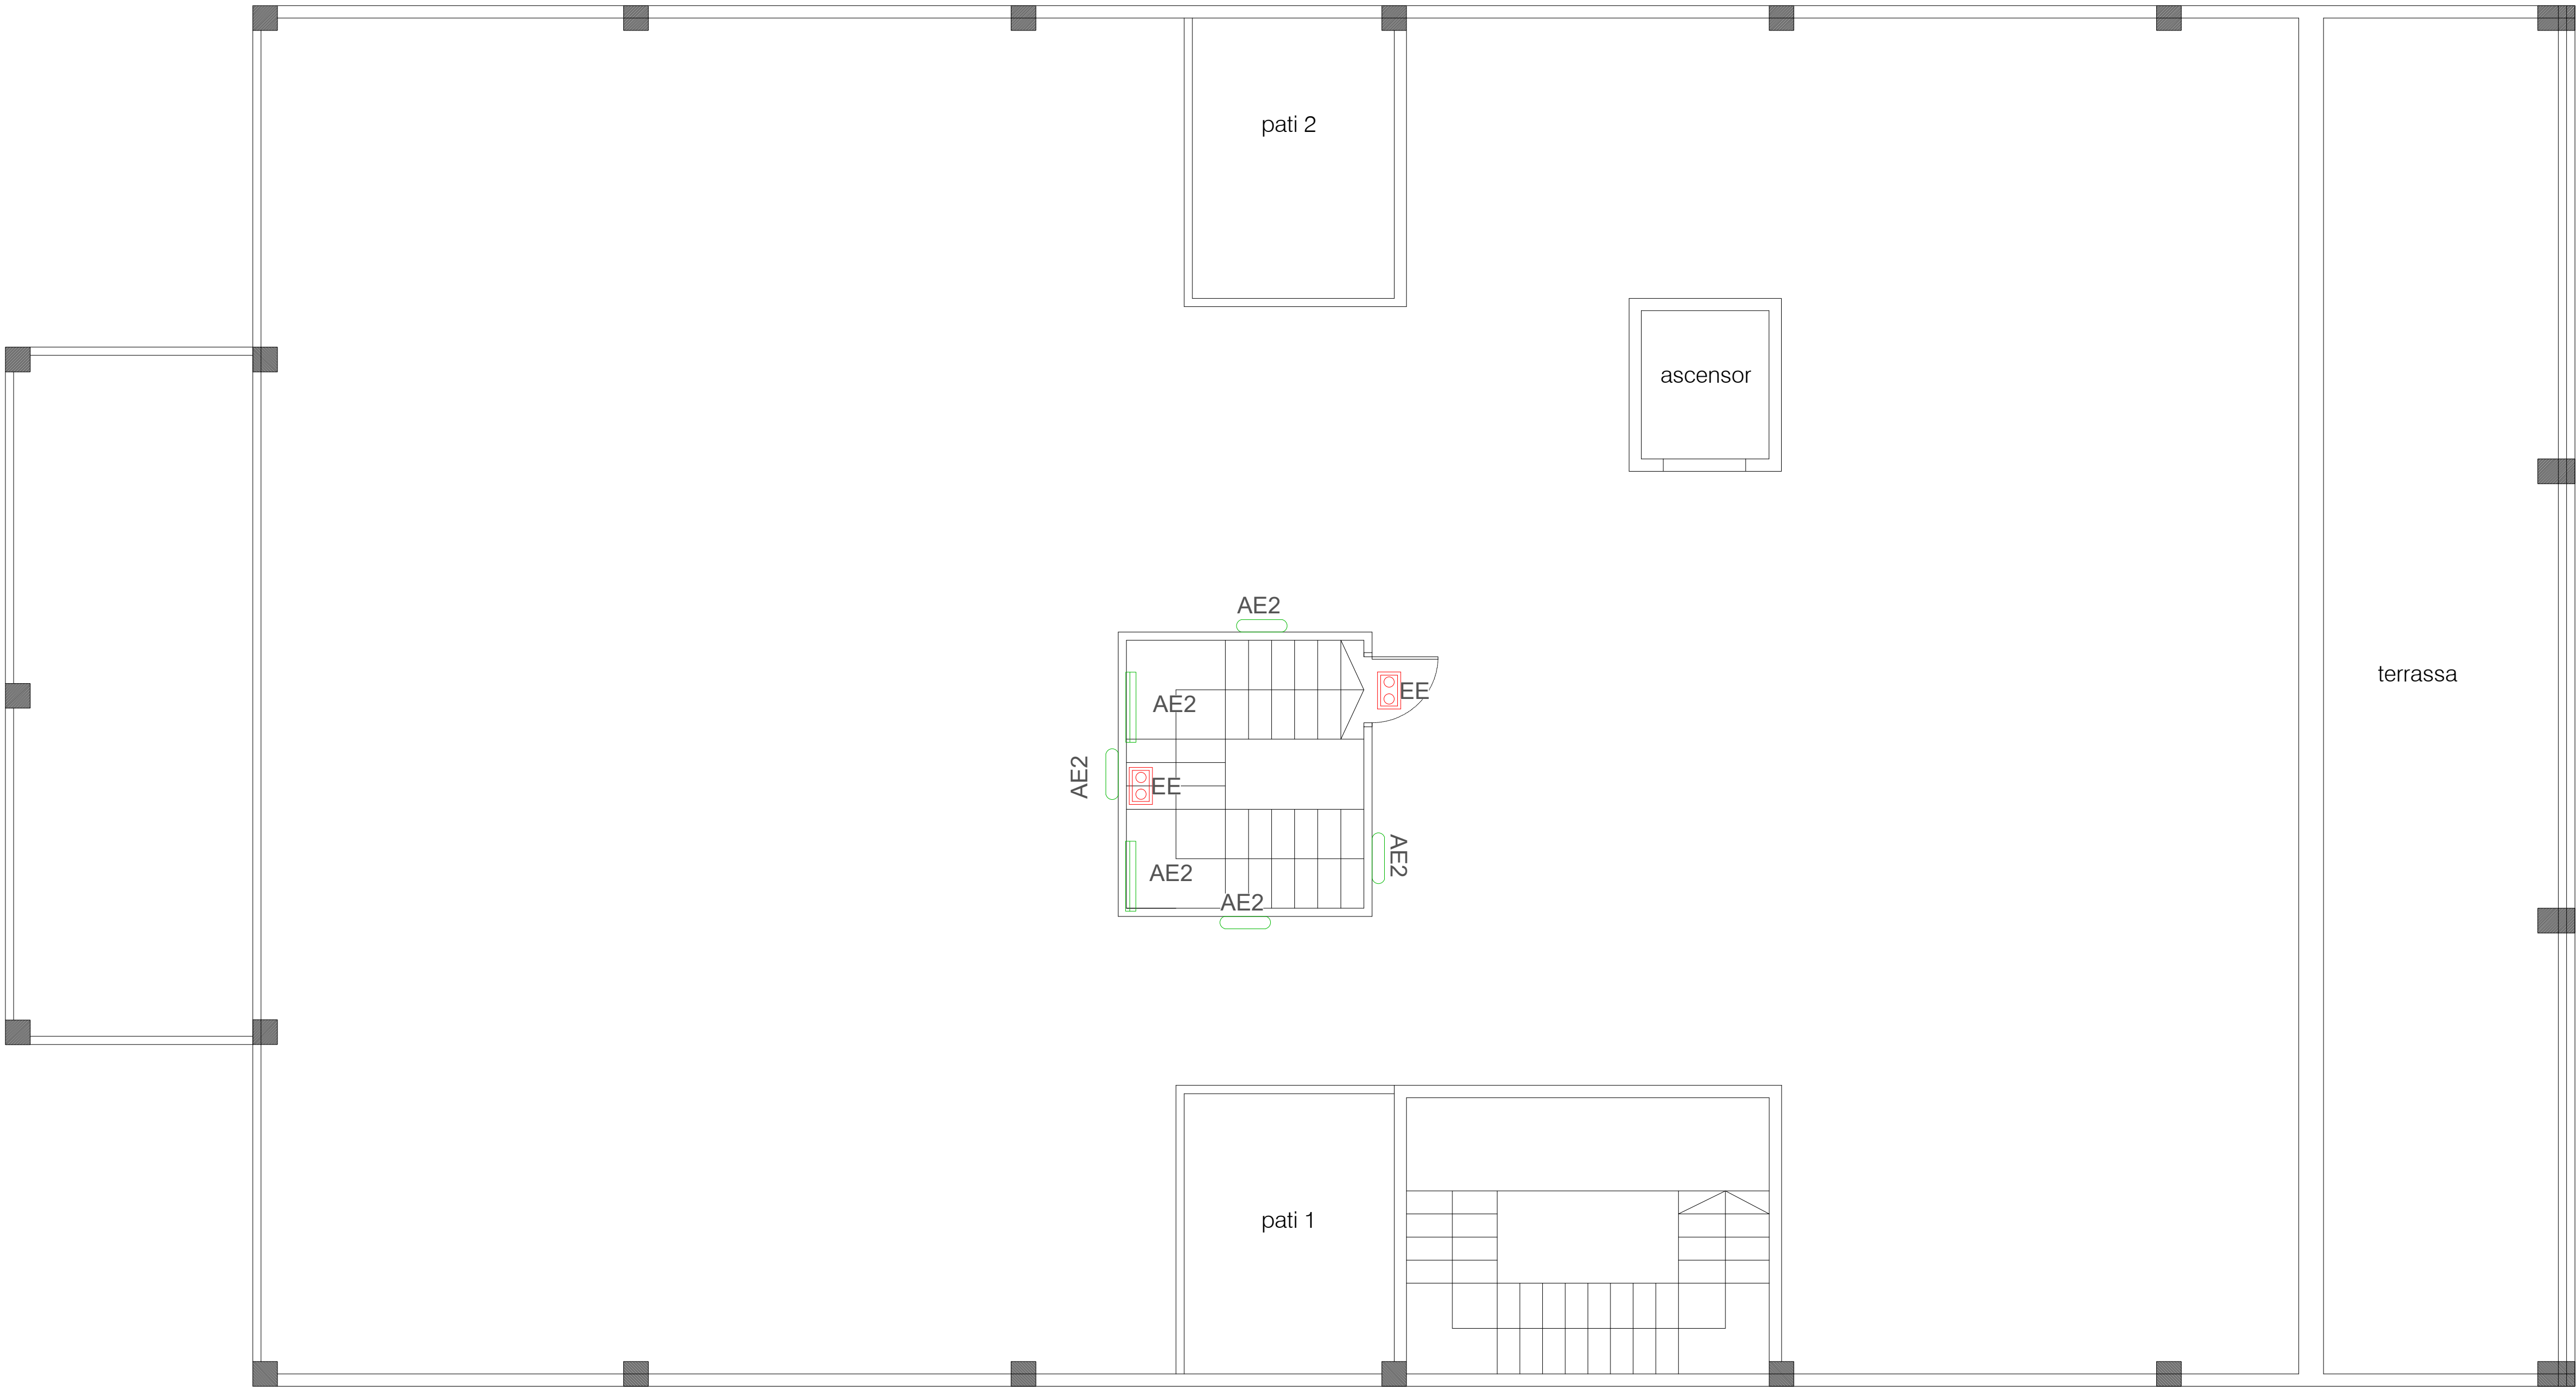 pati 2
ascensor
AE2
terrassa
AE2
EE
AE2
EE
AE2
AE2
AE2
pati 1